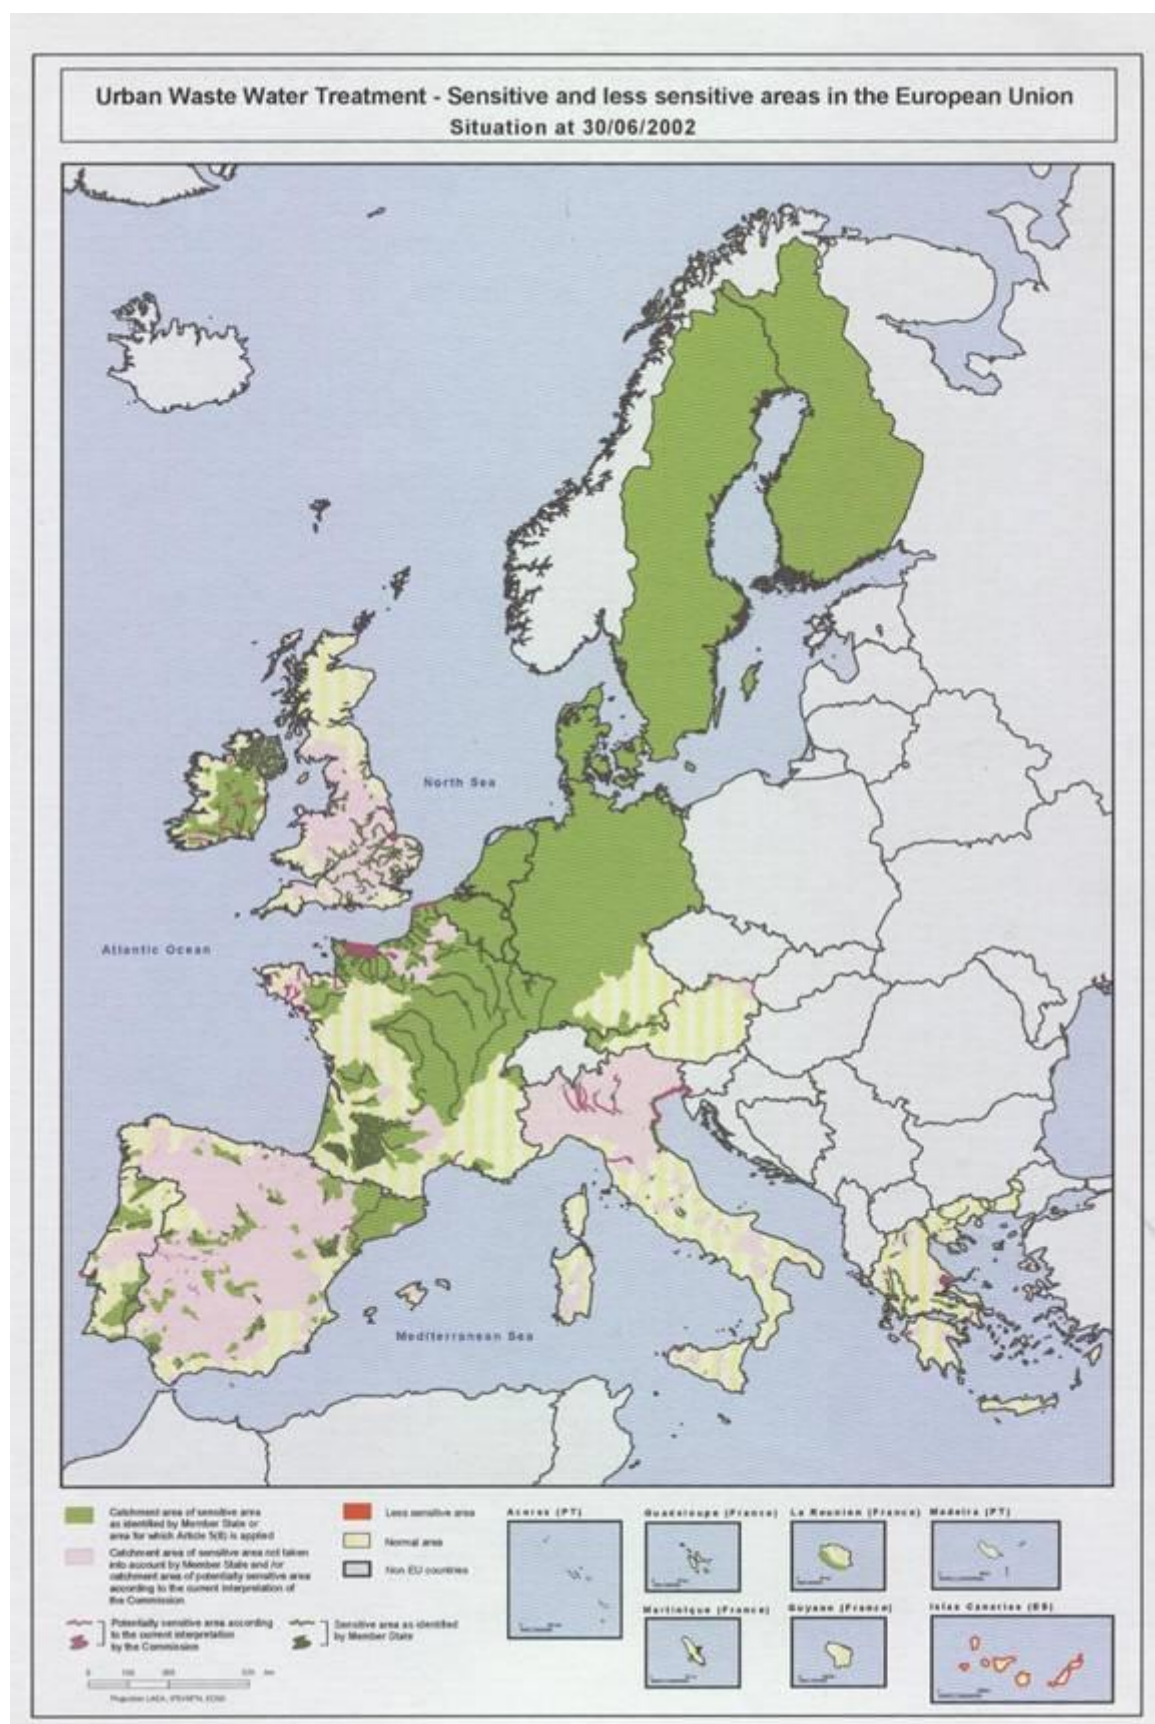 Urban Waste Water Treatment - Sensitive and less sensitive areas in the European Union
Situation at 30/06/2002
North Sea
Atlantic Ocean
Mediterranean Sea
Catchment area of sensitive area
as identified by Member State or
area for which Article 5(8) is applied
Catchment area of sensitive area not taken
into account by Member State and /or
catchment area of potentially sensitive area
according to the current interpretation of
the Commission
Potentially sensitive area according
to the current interpretation
by the Commission
Less sensitive area
Normal area
Non EU countries
Sensitive area as identified
by Member State
Acores (PT)
Guadeloupe (France)
La Reunion (France)
Madeira (PT)
Martinique (France)
Guyane (France)
Islas Canarias (ES)
0
km